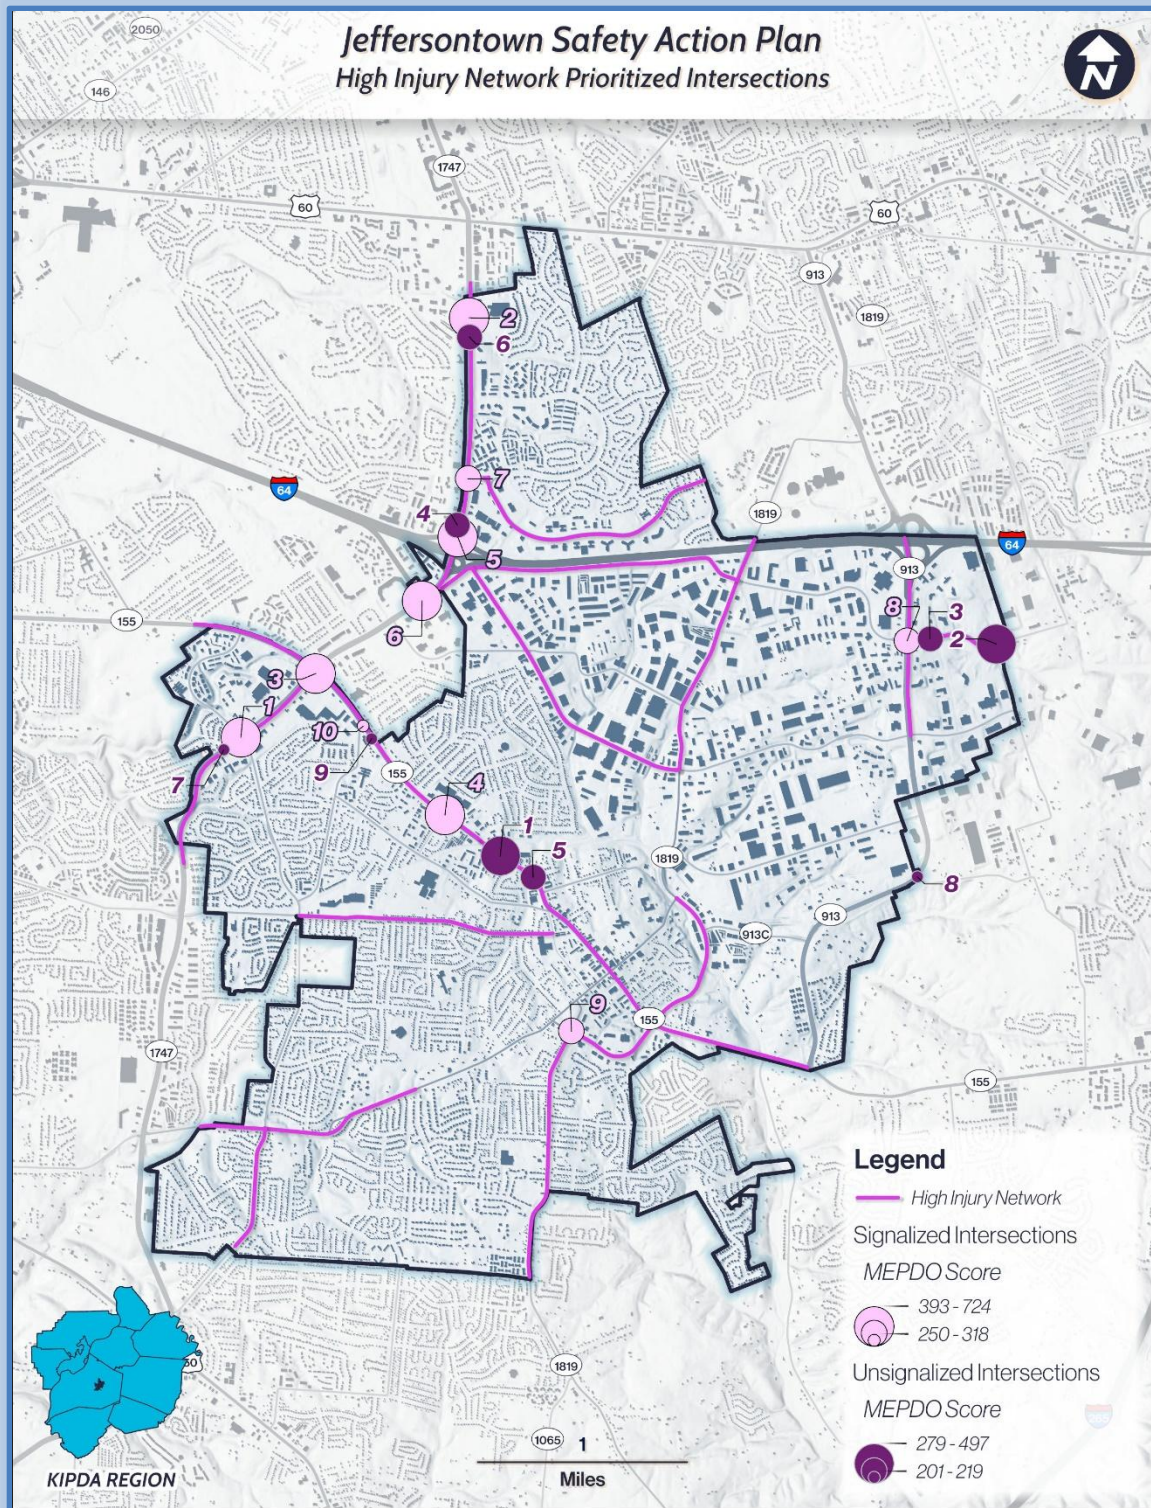 Jeffersontown Safety Action Plan
High Injury Network Prioritized Intersections
N
2050
146
1747
60
60
913
1819
2
6
64
7
4
5
1819
64
913
155
8
3
2
6
3
1
10
9
7
155
4
1
5
1819
8
913
913C
9
155
1747
155
Legend
High Injury Network
Signalized Intersections
MEPDO Score
393 - 724
250 - 318
Unsignalized Intersections
MEPDO Score
279 - 497
201 - 219
1819
1065
1
Miles
KIPDA REGION